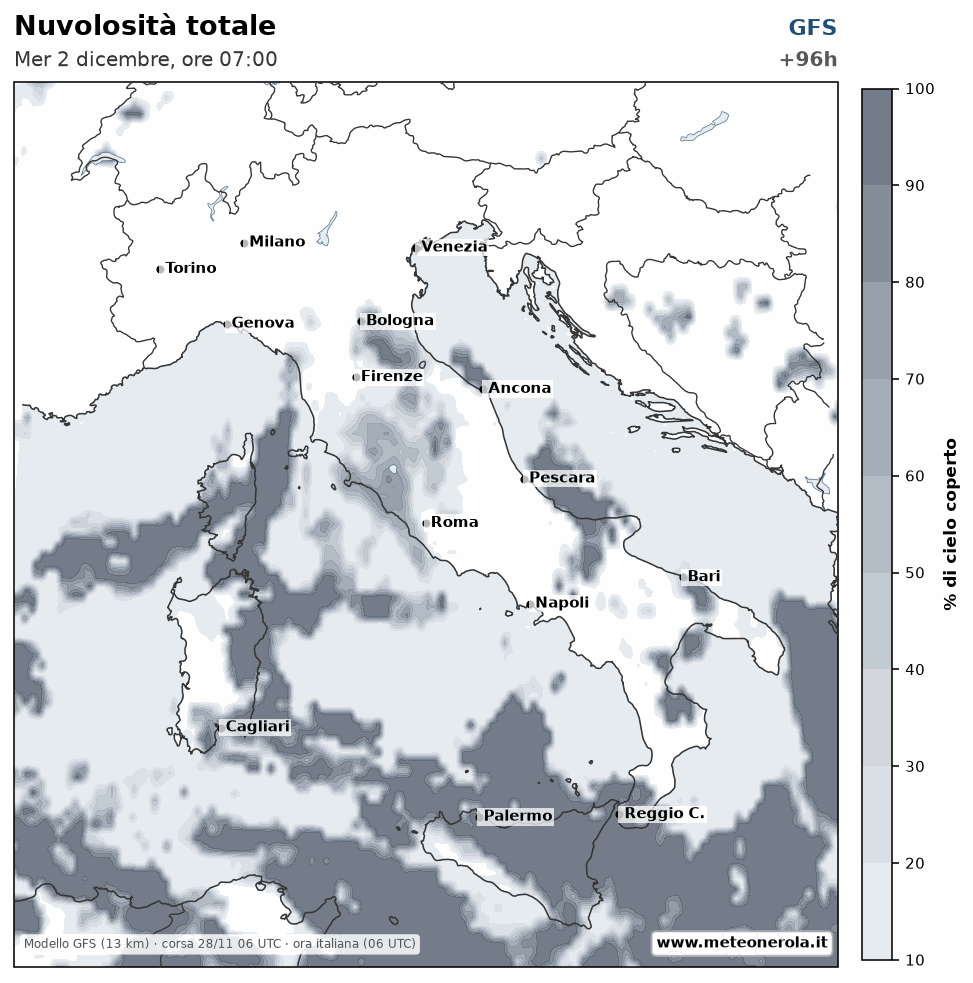 Nuvolosità totale
GFS
Mer 2 dicembre, ore 07:00
+96h
100
90
80
70
60
50
40
30
20
10
% di cielo coperto
Milano
Venezia
Torino
Genova
Bologna
Firenze
Ancona
Pescara
Roma
Bari
Napoli
Cagliari
Palermo
Reggio C.
Modello GFS (13 km) · corsa 28/11 06 UTC · ora italiana (06 UTC)
www.meteonerola.it